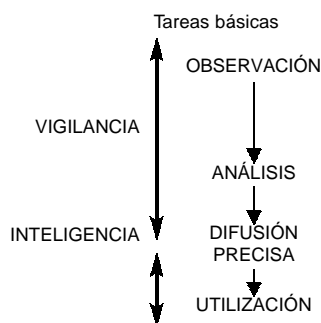 Tareas básicas
OBSERVACIÓN
VIGILANCIA
ANÁLISIS
INTELIGENCIA
DIFUSIÓN
PRECISA
UTILIZACIÓN